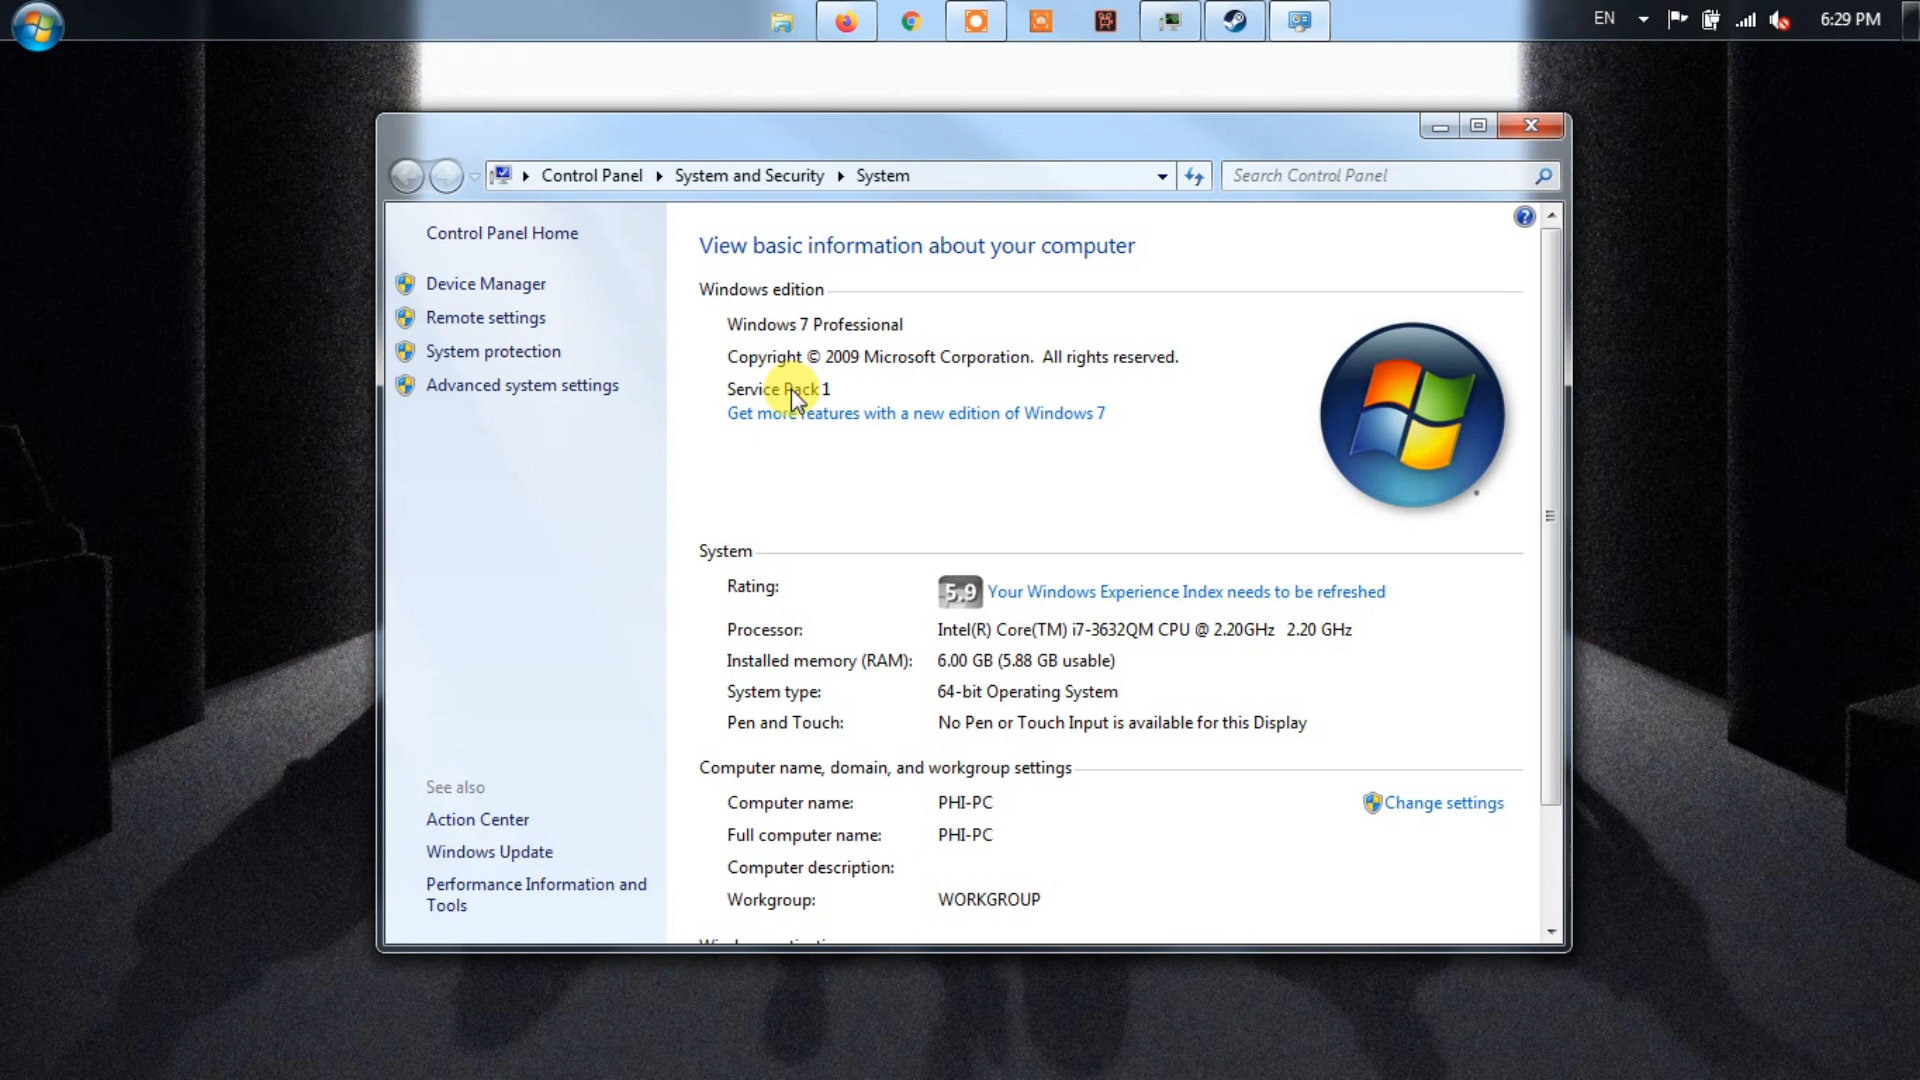 EN
6:29 PM
Control Panel
System and Security
System
Search Control Panel
Control Panel Home
Device Manager
Remote settings
System protection
Advanced system settings
See also
Action Center
Windows Update
Performance Information and
Tools
View basic information about your computer
Windows edition
Windows 7 Professional
Copyright © 2009 Microsoft Corporation. All rights reserved.
Service Pack 1
Get more features with a new edition of Windows 7
System
Rating: 5.9 Your Windows Experience Index needs to be refreshed
Processor: Intel(R) Core(TM) i7-3632QM CPU @ 2.20GHz 2.20 GHz
Installed memory (RAM): 6.00 GB (5.88 GB usable)
System type: 64-bit Operating System
Pen and Touch: No Pen or Touch Input is available for this Display
Computer name, domain, and workgroup settings
Computer name: PHI-PC Change settings
Full computer name: PHI-PC
Computer description:
Workgroup: WORKGROUP